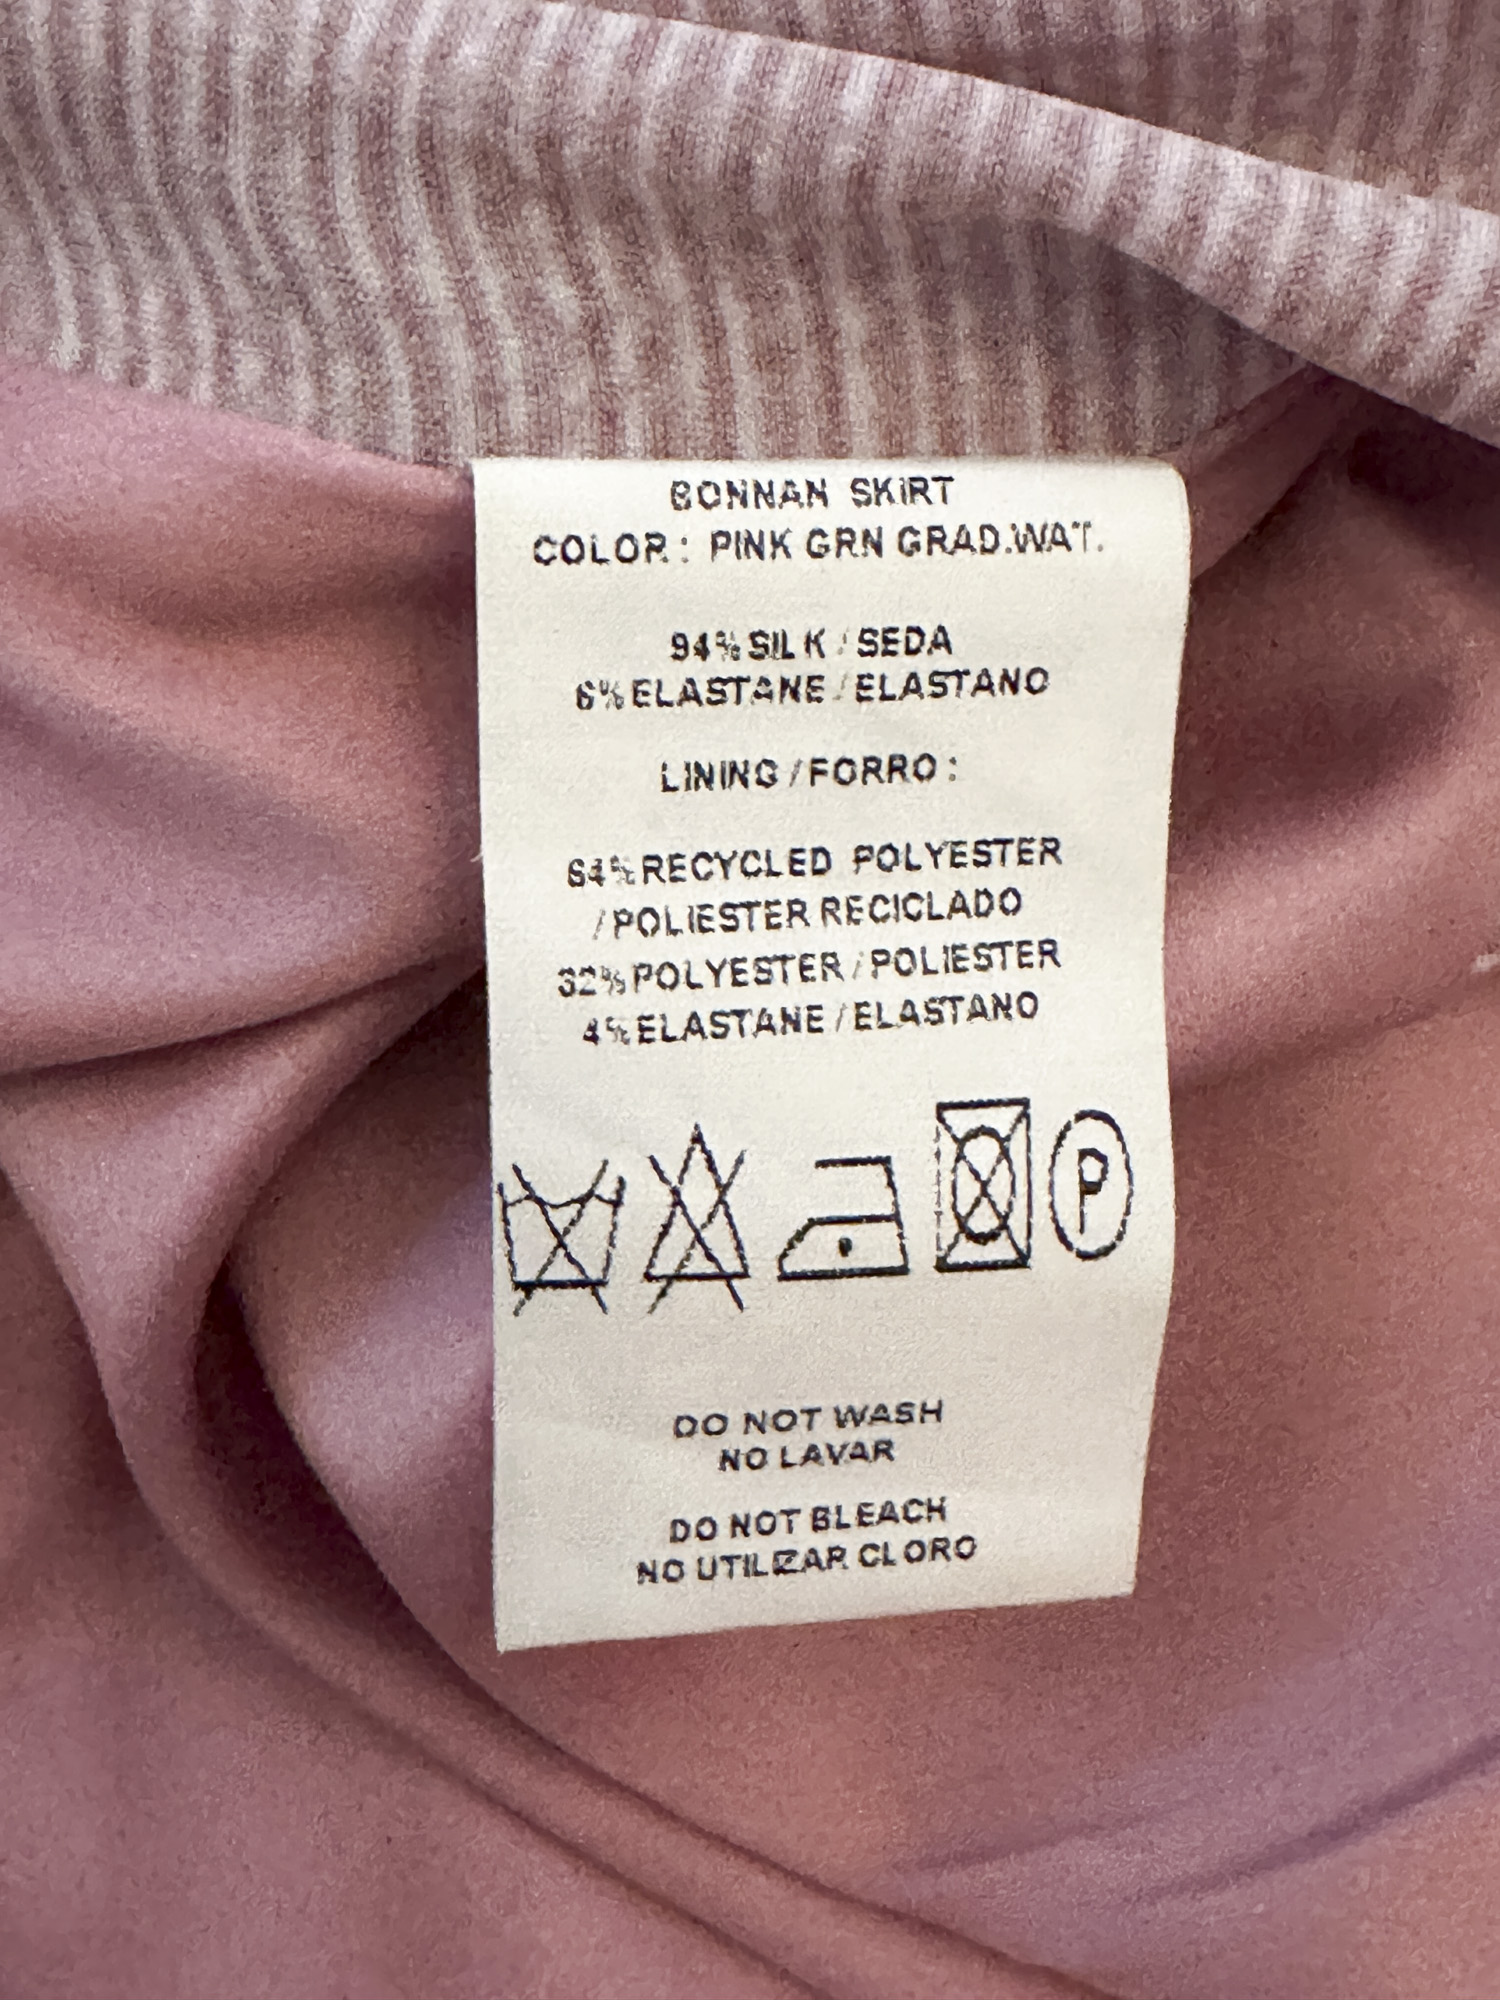 BONNAN SKIRT
COLOR: PINK GRN GRAD.WAT.
94% SILK / SEDA
6% ELASTANE / ELASTANO
LINING / FORRO:
64% RECYCLED POLYESTER
/ POLIESTER RECICLADO
32% POLYESTER / POLIESTER
4% ELASTANE / ELASTANO
P
DO NOT WASH
NO LAVAR
DO NOT BLEACH
NO UTILIZAR CLORO